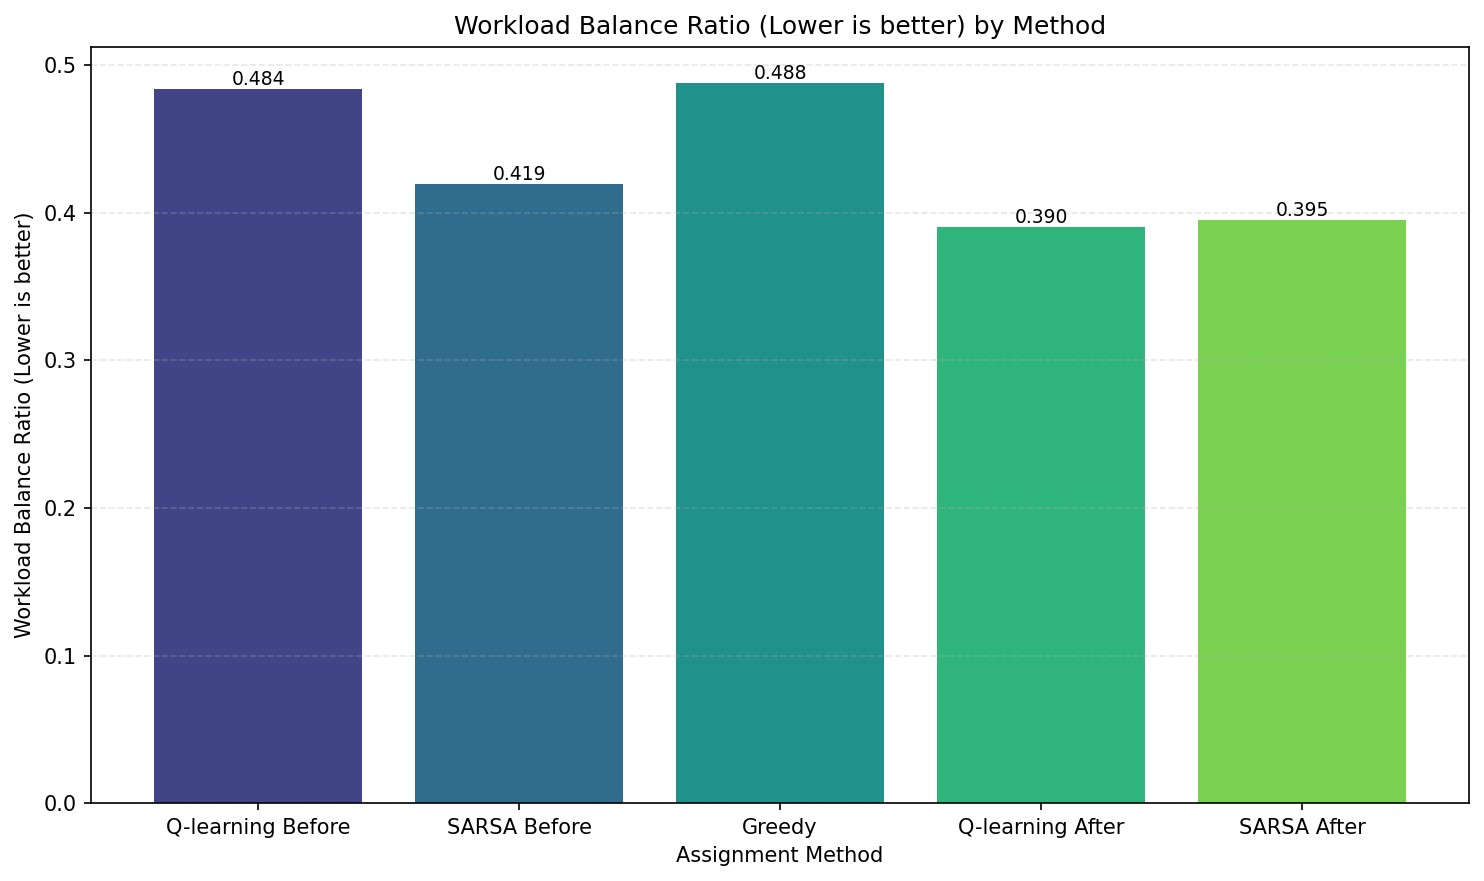 Workload Balance Ratio (Lower is better) by Method
Workload Balance Ratio (Lower is better)
0.5
0.4
0.3
0.2
0.1
0.0
0.484
0.419
0.488
0.390
0.395
Q-learning Before
SARSA Before
Greedy
Q-learning After
SARSA After
Assignment Method